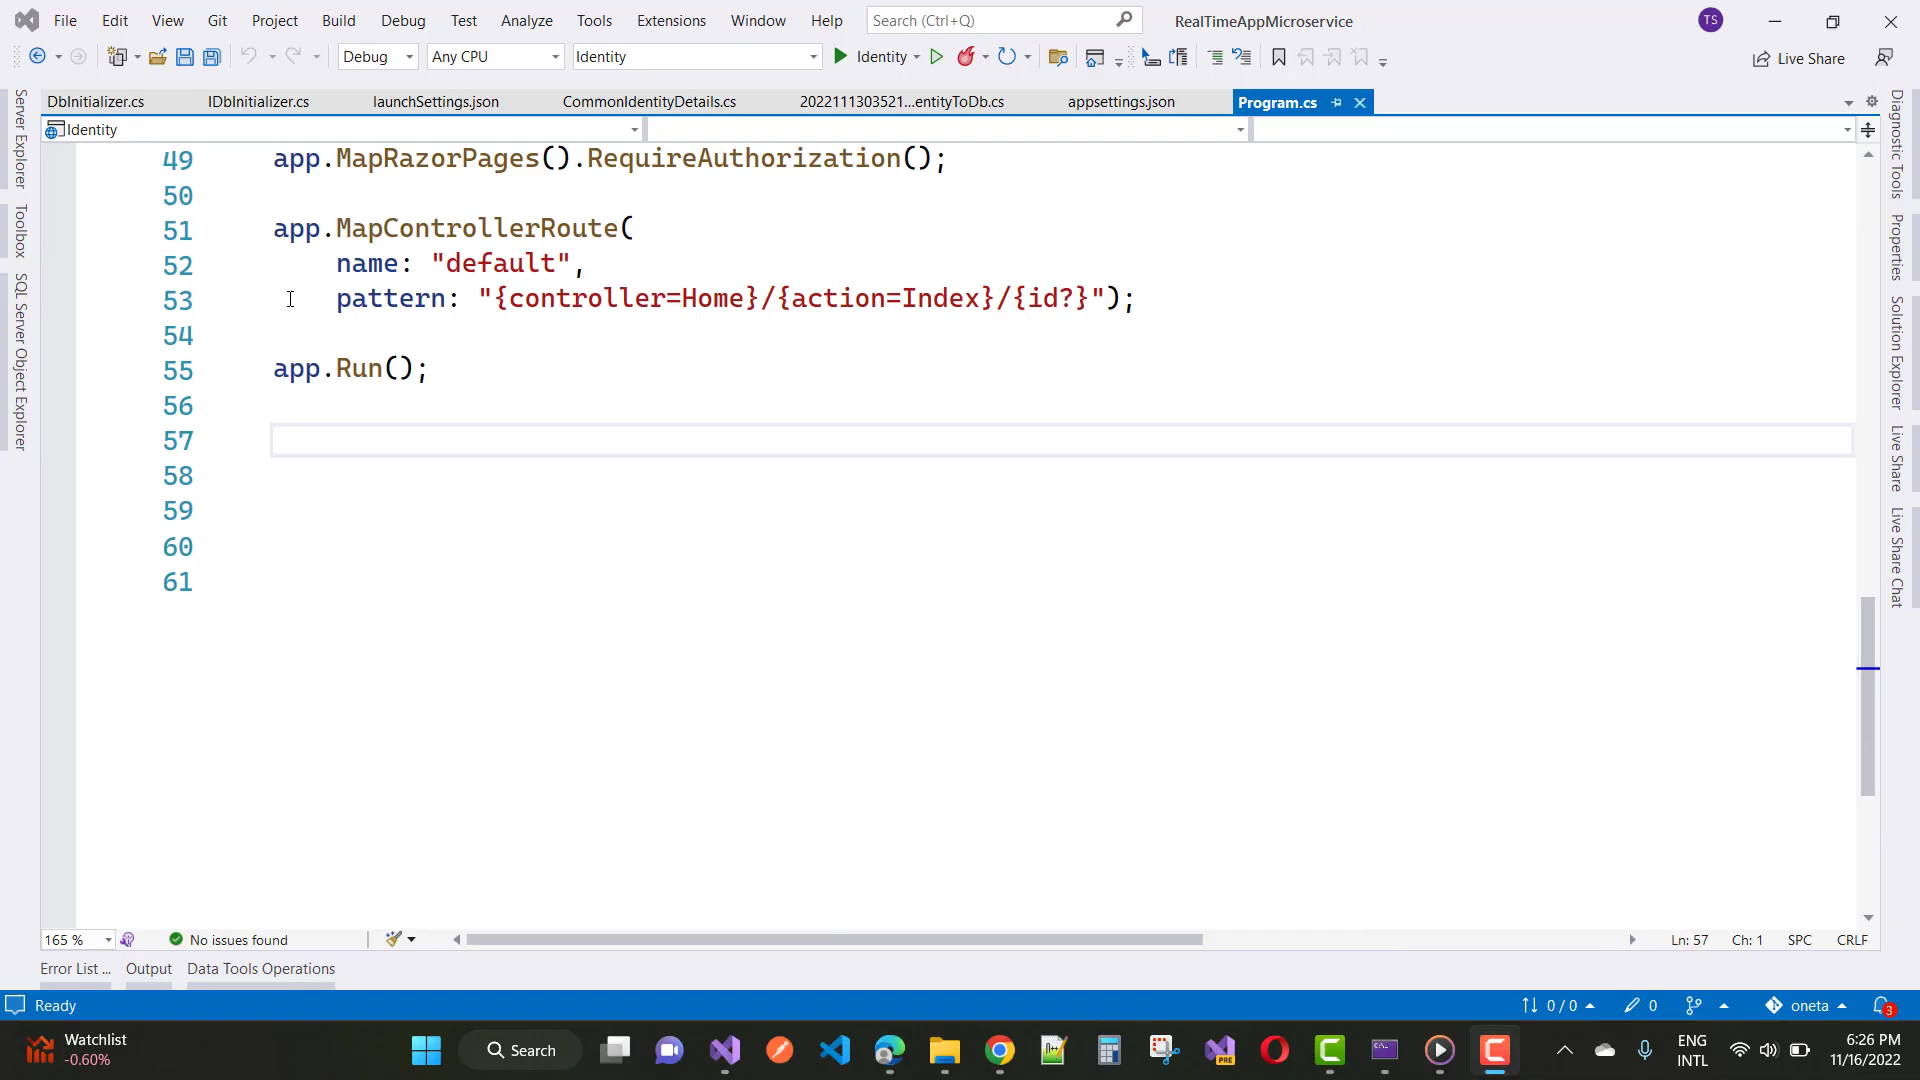 File Edit View Git Project Build Debug Test Analyze Tools Extensions Window Help Search (Ctrl+Q) RealTimeAppMicroservice TS
Debug Any CPU Identity Identity Live Share
DbInitializer.cs IDbInitializer.cs launchSettings.json CommonIdentityDetails.cs 2022111303521...entityToDb.cs appsettings.json Program.cs
Identity
Server Explorer
Toolbox
SQL Server Object Explorer
49 app.MapRazorPages().RequireAuthorization();
50
51 app.MapControllerRoute(
52 name: "default",
53 pattern: "{controller=Home}/{action=Index}/{id?}");
54
55 app.Run();
56
57
58
59
60
61
Diagnostic Tools
Properties
Solution Explorer
Live Share
Live Share Chat
165 % No issues found Ln: 57 Ch: 1 SPC CRLF
Error List ... Output Data Tools Operations
Ready 0 / 0 0 oneta 3
Watchlist
-0.60%
Search
PRE
ENG
INTL
6:26 PM
11/16/2022